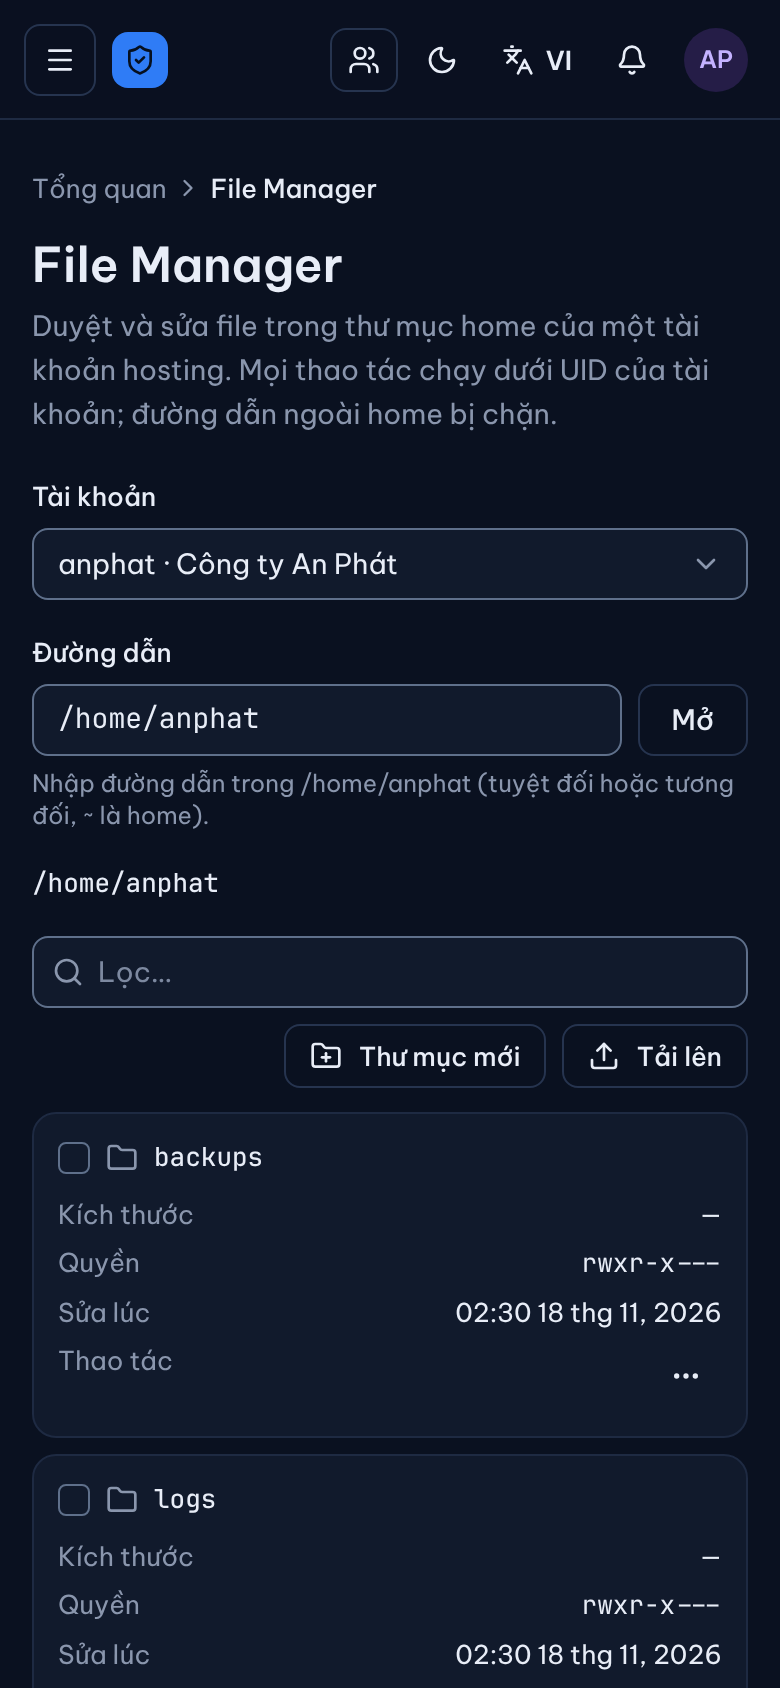 VI
AP
Tổng quan > File Manager
File Manager
Duyệt và sửa file trong thư mục home của một tài
khoản hosting. Mọi thao tác chạy dưới UID của tài
khoản; đường dẫn ngoài home bị chặn.
Tài khoản
anphat · Công ty An Phát
Đường dẫn
/home/anphat
Mở
Nhập đường dẫn trong /home/anphat (tuyệt đối hoặc tương
đối, ~ là home).
/home/anphat
Lọc...
Thư mục mới
Tải lên
backups
Kích thước —
Quyền rwxr-x---
Sửa lúc 02:30 18 thg 11, 2026
Thao tác ...
logs
Kích thước —
Quyền rwxr-x---
Sửa lúc 02:30 18 thg 11, 2026